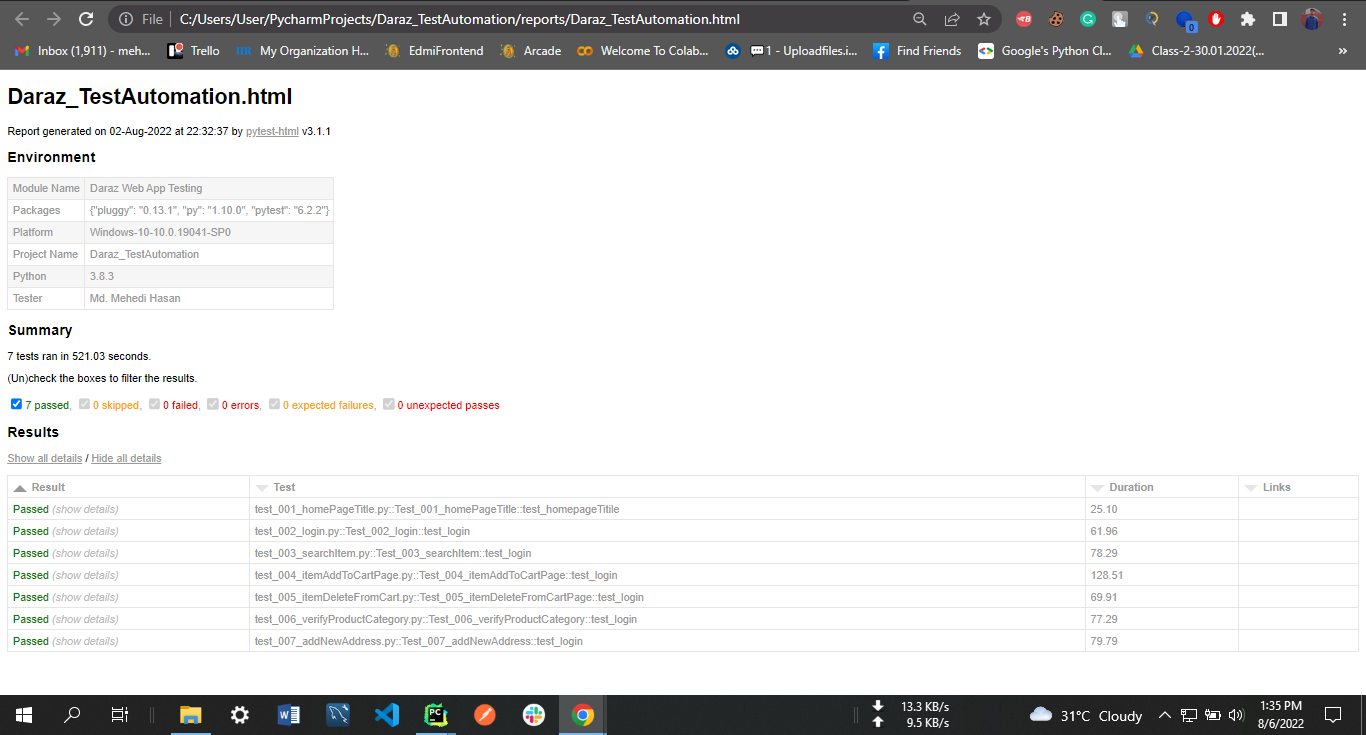 File
C:/Users/User/PycharmProjects/Daraz_TestAutomation/reports/Daraz_TestAutomation.html
0
Inbox (1,911) - meh...
Trello
My Organization H...
EdmiFrontend
Arcade
Welcome To Colab...
1 - Uploadfiles.i...
Find Friends
Google's Python Cl...
Class-2-30.01.2022(...
»
Daraz_TestAutomation.html
Report generated on 02-Aug-2022 at 22:32:37 by pytest-html v3.1.1
Environment
Module Name Daraz Web App Testing
Packages {"pluggy": "0.13.1", "py": "1.10.0", "pytest": "6.2.2"}
Platform Windows-10-10.0.19041-SP0
Project Name Daraz_TestAutomation
Python 3.8.3
Tester Md. Mehedi Hasan
Summary
7 tests ran in 521.03 seconds.
(Un)check the boxes to filter the results.
7 passed, 0 skipped, 0 failed, 0 errors, 0 expected failures, 0 unexpected passes
Results
Show all details / Hide all details
Result Test Duration Links
Passed (show details) test_001_homePageTitle.py::Test_001_homePageTitle::test_homepageTitile 25.10
Passed (show details) test_002_login.py::Test_002_login::test_login 61.96
Passed (show details) test_003_searchItem.py::Test_003_searchItem::test_login 78.29
Passed (show details) test_004_itemAddToCartPage.py::Test_004_itemAddToCartPage::test_login 128.51
Passed (show details) test_005_itemDeleteFromCart.py::Test_005_itemDeleteFromCartPage::test_login 69.91
Passed (show details) test_006_verifyProductCategory.py::Test_006_verifyProductCategory::test_login 77.29
Passed (show details) test_007_addNewAddress.py::Test_007_addNewAddress::test_login 79.79
13.3 KB/s
9.5 KB/s
31°C Cloudy
1:35 PM
8/6/2022